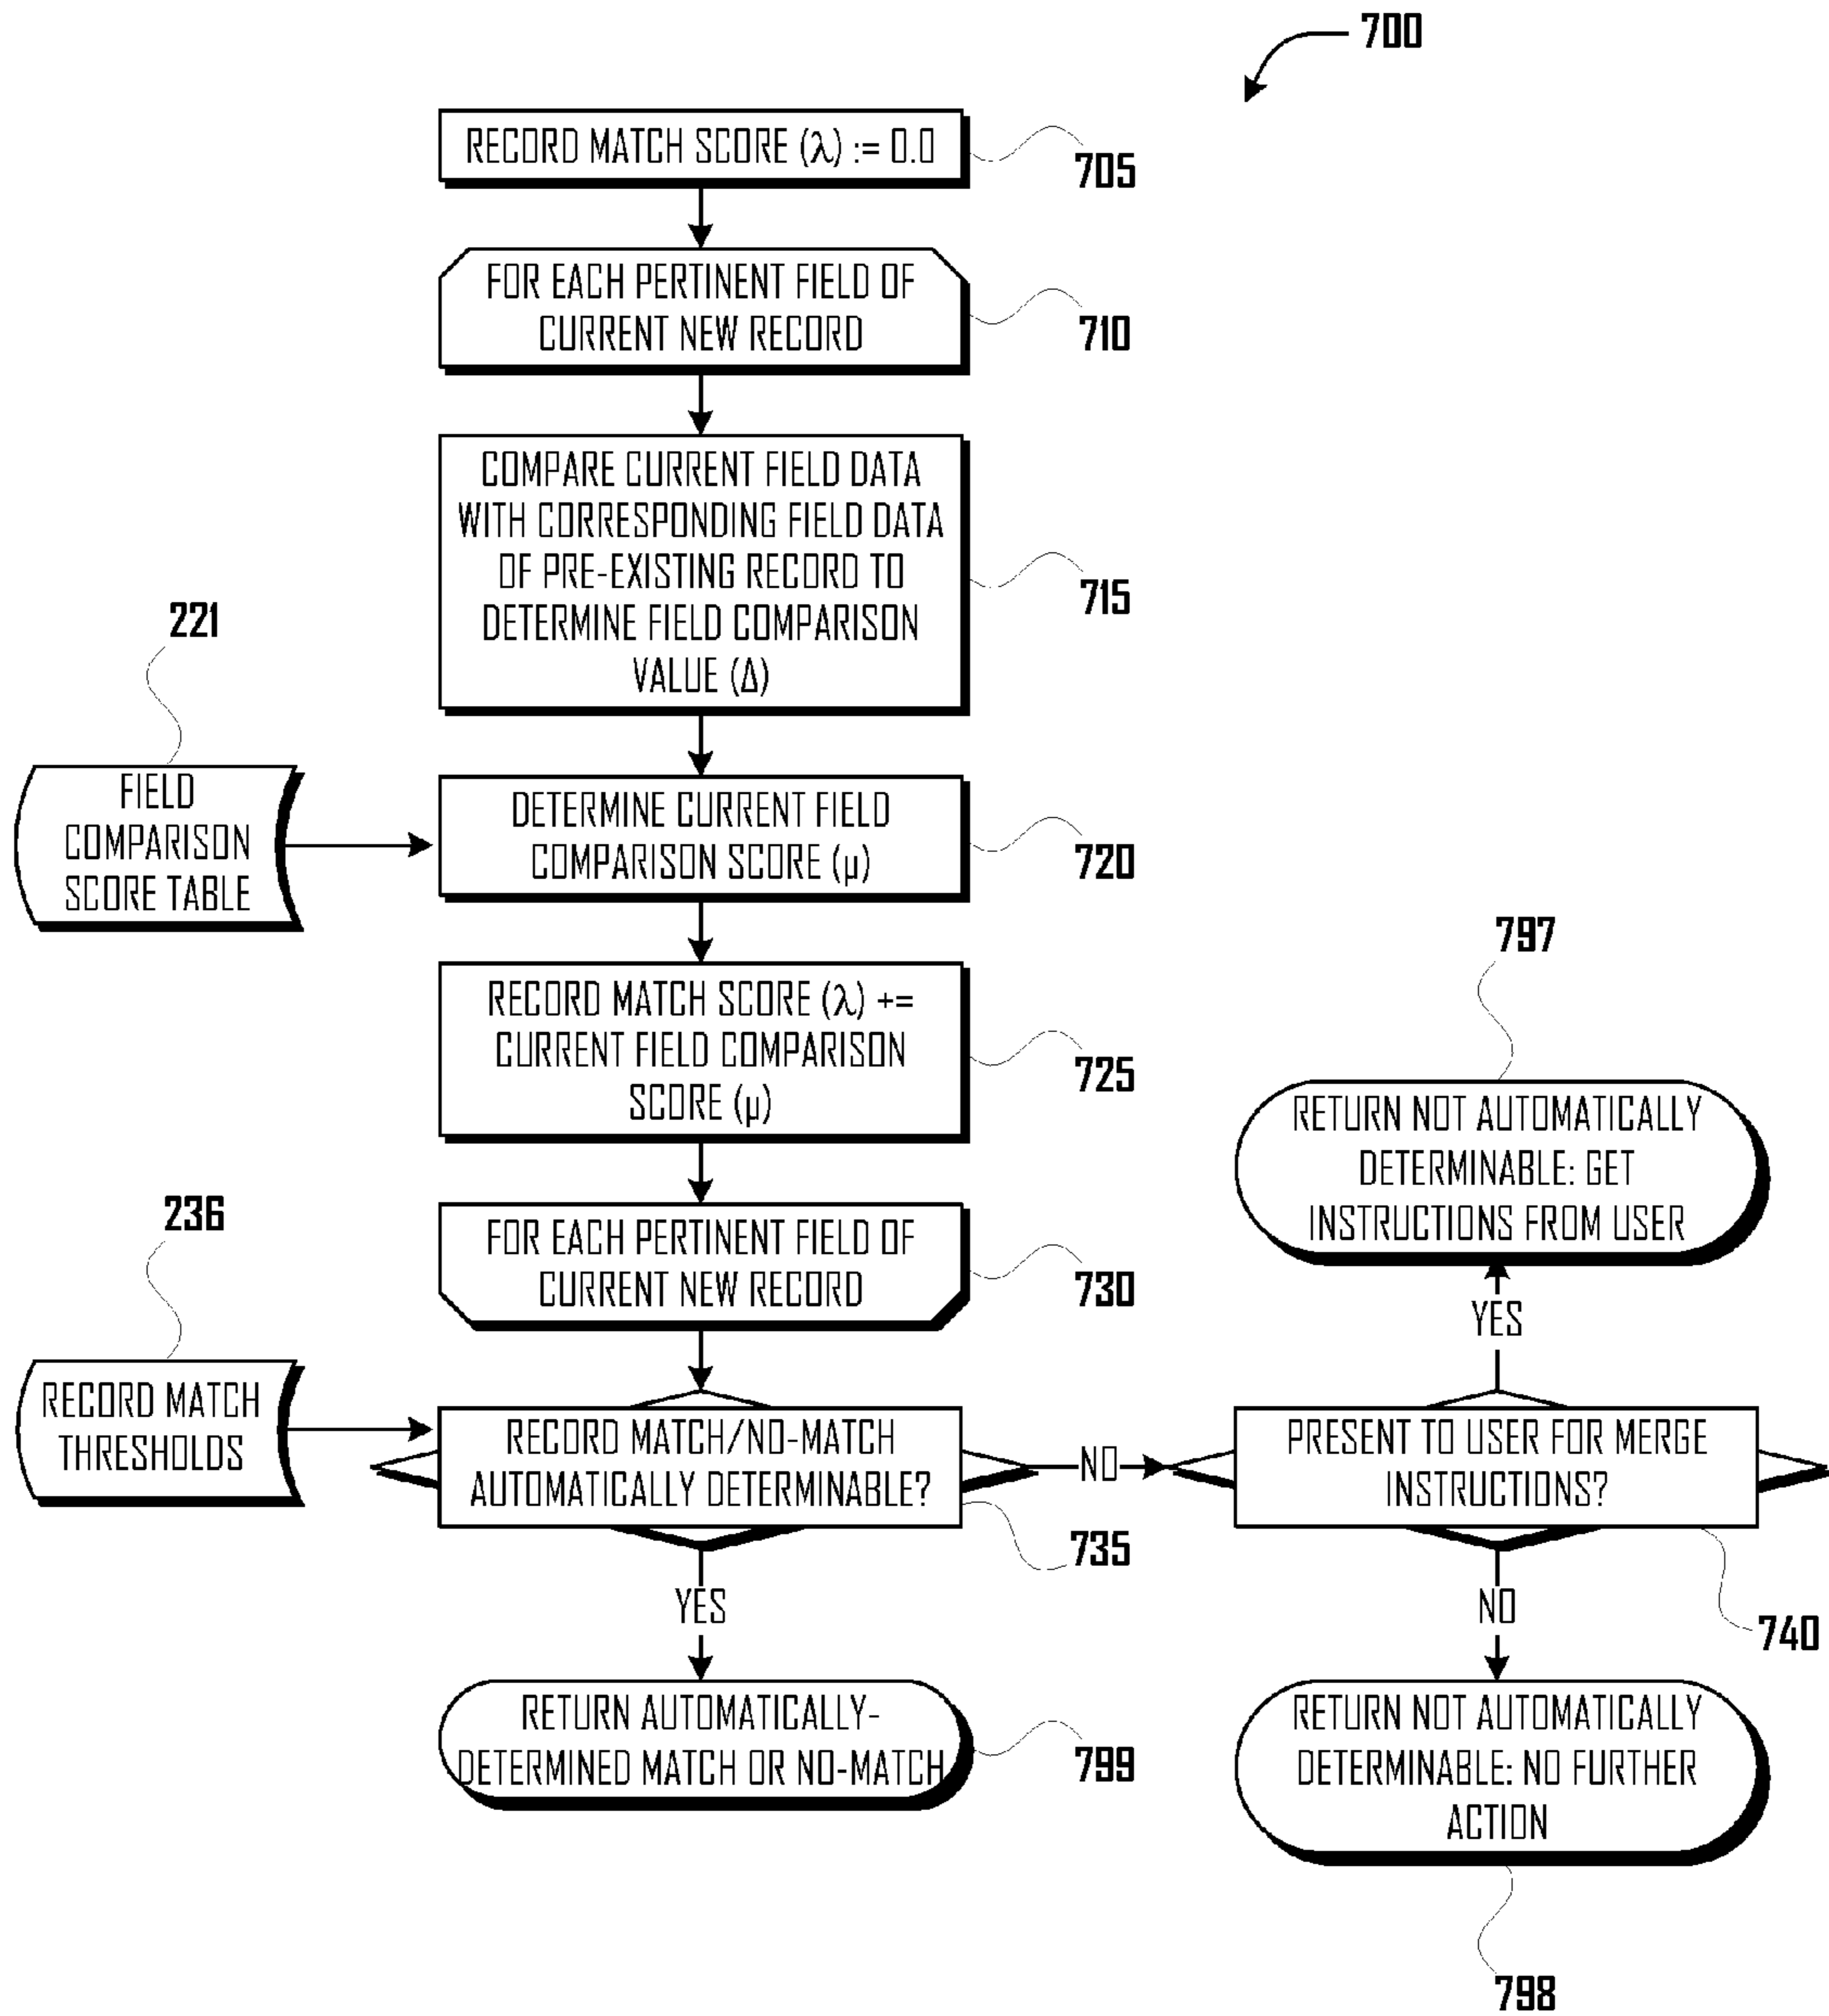 700
RECORD MATCH SCORE (λ) := 0.0
705
FOR EACH PERTINENT FIELD OF
CURRENT NEW RECORD
710
COMPARE CURRENT FIELD DATA
WITH CORRESPONDING FIELD DATA
OF PRE-EXISTING RECORD TO
DETERMINE FIELD COMPARISON
VALUE (Δ)
715
221
FIELD
COMPARISON
SCORE TABLE
DETERMINE CURRENT FIELD
COMPARISON SCORE (μ)
720
RECORD MATCH SCORE (λ) +=
CURRENT FIELD COMPARISON
SCORE (μ)
725
FOR EACH PERTINENT FIELD OF
CURRENT NEW RECORD
730
236
RECORD MATCH
THRESHOLDS
RECORD MATCH/NO-MATCH
AUTOMATICALLY DETERMINABLE?
735
NO
YES
RETURN AUTOMATICALLY-
DETERMINED MATCH OR NO-MATCH
799
797
RETURN NOT AUTOMATICALLY
DETERMINABLE: GET
INSTRUCTIONS FROM USER
YES
PRESENT TO USER FOR MERGE
INSTRUCTIONS?
740
NO
RETURN NOT AUTOMATICALLY
DETERMINABLE: NO FURTHER
ACTION
798